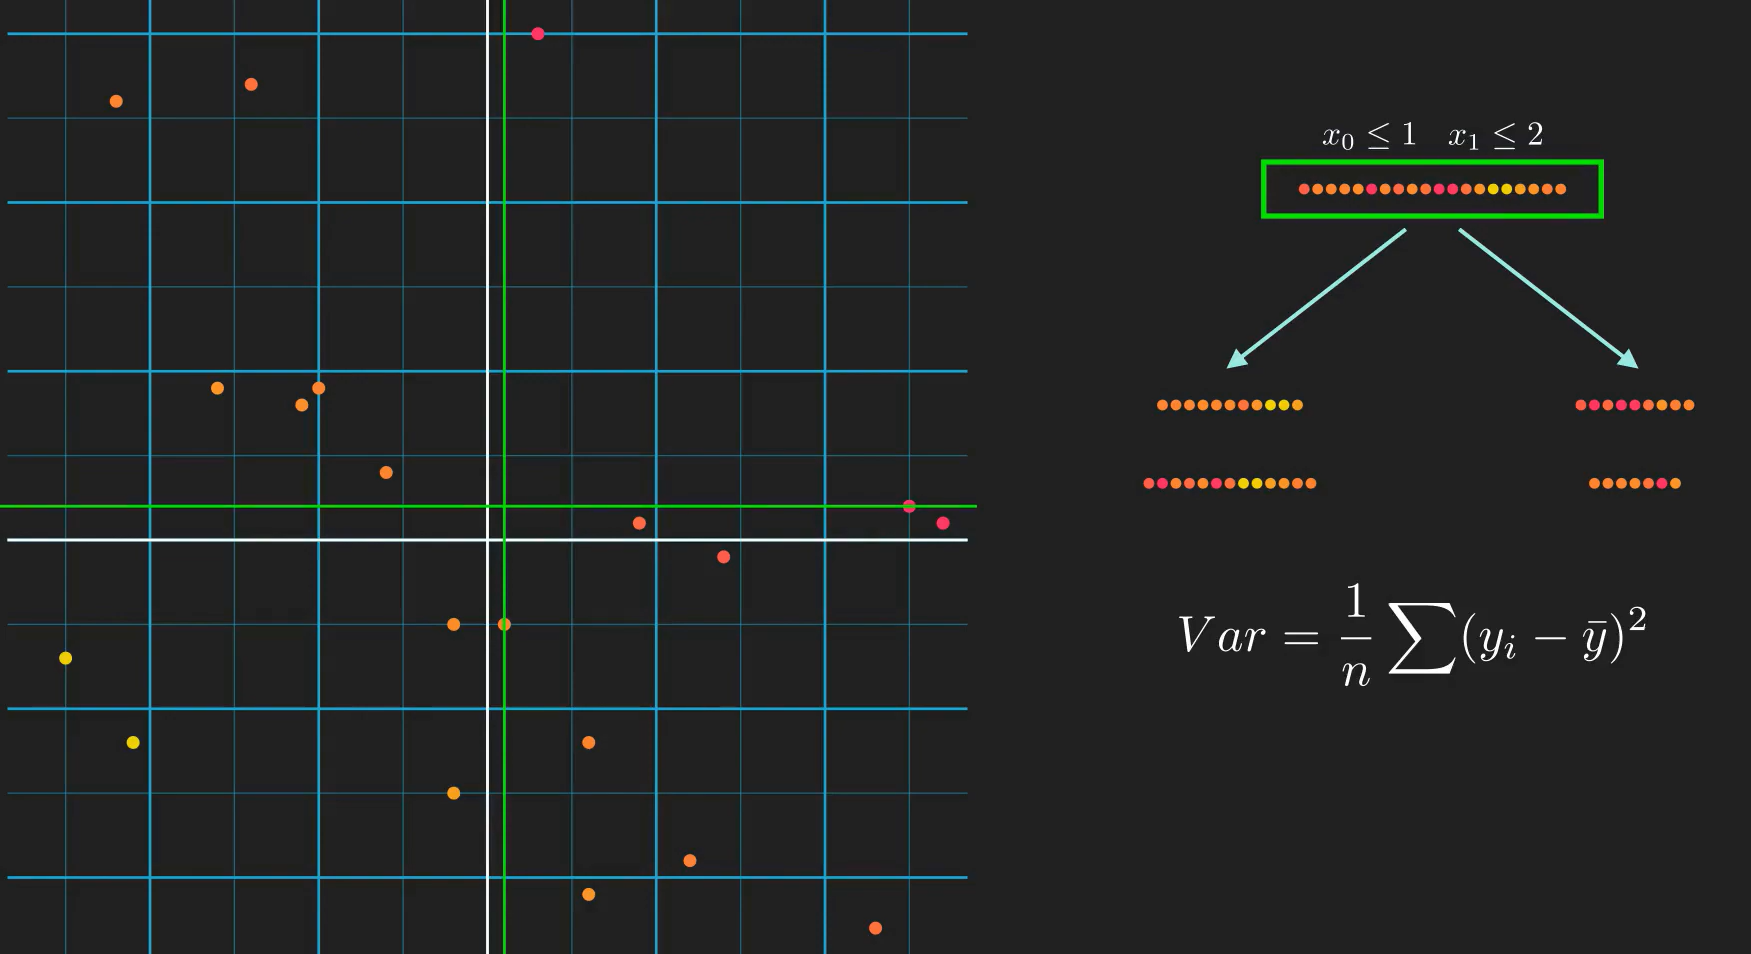 x₀ ≤ 1 x₁ ≤ 2
Var = 1/n ∑(yᵢ − ȳ)²